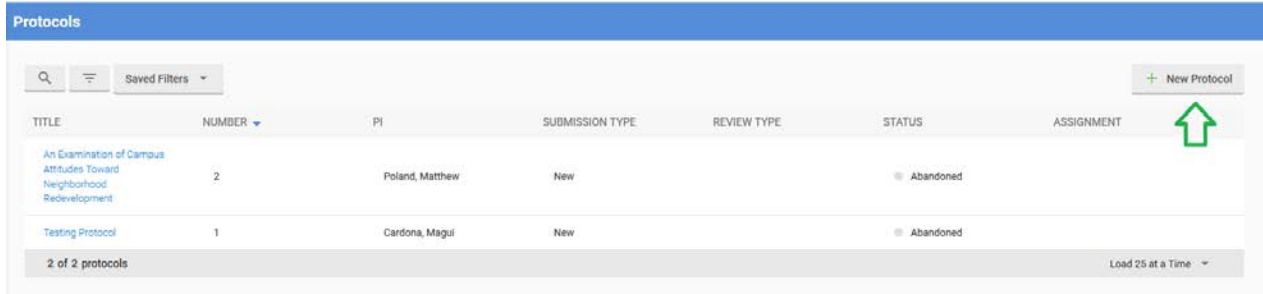 Protocols
Saved Filters
New Protocol
TITLE NUMBER PI SUBMISSION TYPE REVIEW TYPE STATUS ASSIGNMENT
An Examination of Campus
Attitudes Toward
Neighborhood
Redevelopment
2 Poland, Matthew New Abandoned
Testing Protocol 1 Cardona, Magui New Abandoned
2 of 2 protocols Load 25 at a Time